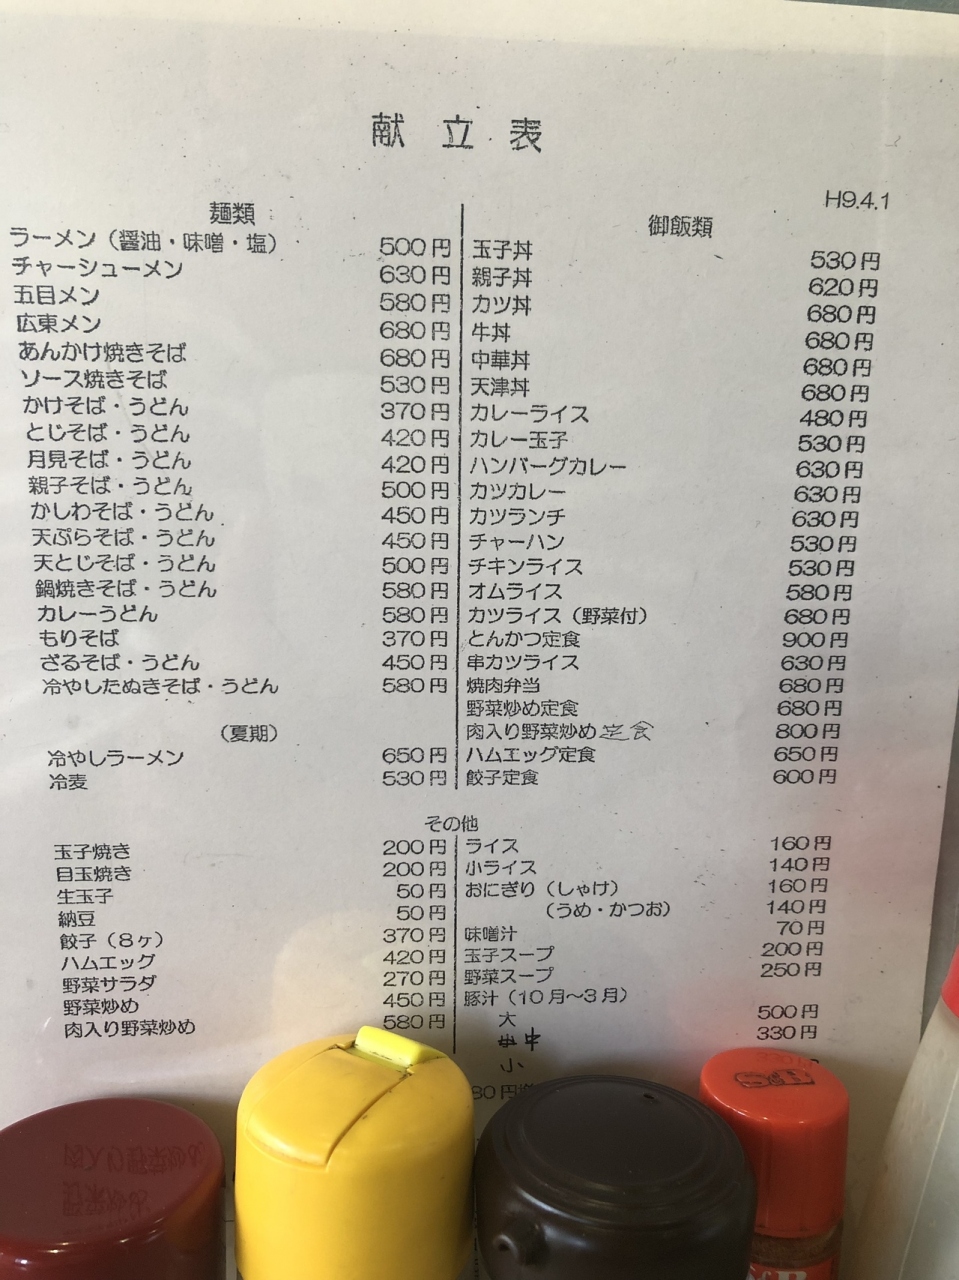 献立表
H9.4.1
麺類
ラーメン（醤油・味噌・塩） 500円
チャーシューメン 630円
五目メン 580円
広東メン 680円
あんかけ焼きそば 680円
ソース焼きそば 530円
かけそば・うどん 370円
とじそば・うどん 420円
月見そば・うどん 420円
親子そば・うどん 500円
かしわそば・うどん 450円
天ぷらそば・うどん 450円
天とじそば・うどん 500円
鍋焼きそば・うどん 580円
カレーうどん 580円
もりそば 370円
ざるそば・うどん 450円
冷やしたぬきそば・うどん 580円
（夏期）
冷やしラーメン 650円
冷麦 530円
御飯類
玉子丼 530円
親子丼 620円
カツ丼 680円
牛丼 680円
中華丼 680円
天津丼 680円
カレーライス 480円
カレー玉子 530円
ハンバーグカレー 630円
カツカレー 630円
カツランチ 630円
チャーハン 530円
チキンライス 530円
オムライス 580円
カツライス（野菜付） 680円
とんかつ定食 900円
串カツライス 630円
焼肉弁当 680円
野菜炒め定食 680円
肉入り野菜炒め定食 800円
ハムエッグ定食 650円
餃子定食 600円
その他
玉子焼き 200円
目玉焼き 200円
生玉子 50円
納豆 50円
餃子（8ヶ） 370円
ハムエッグ 420円
野菜サラダ 270円
野菜炒め 450円
肉入り野菜炒め 580円
ライス 160円
小ライス 140円
おにぎり（しゃけ） 160円
（うめ・かつお） 140円
味噌汁 70円
玉子スープ 200円
野菜スープ 250円
豚汁（10月〜3月）
大 500円
中 330円
小
80円